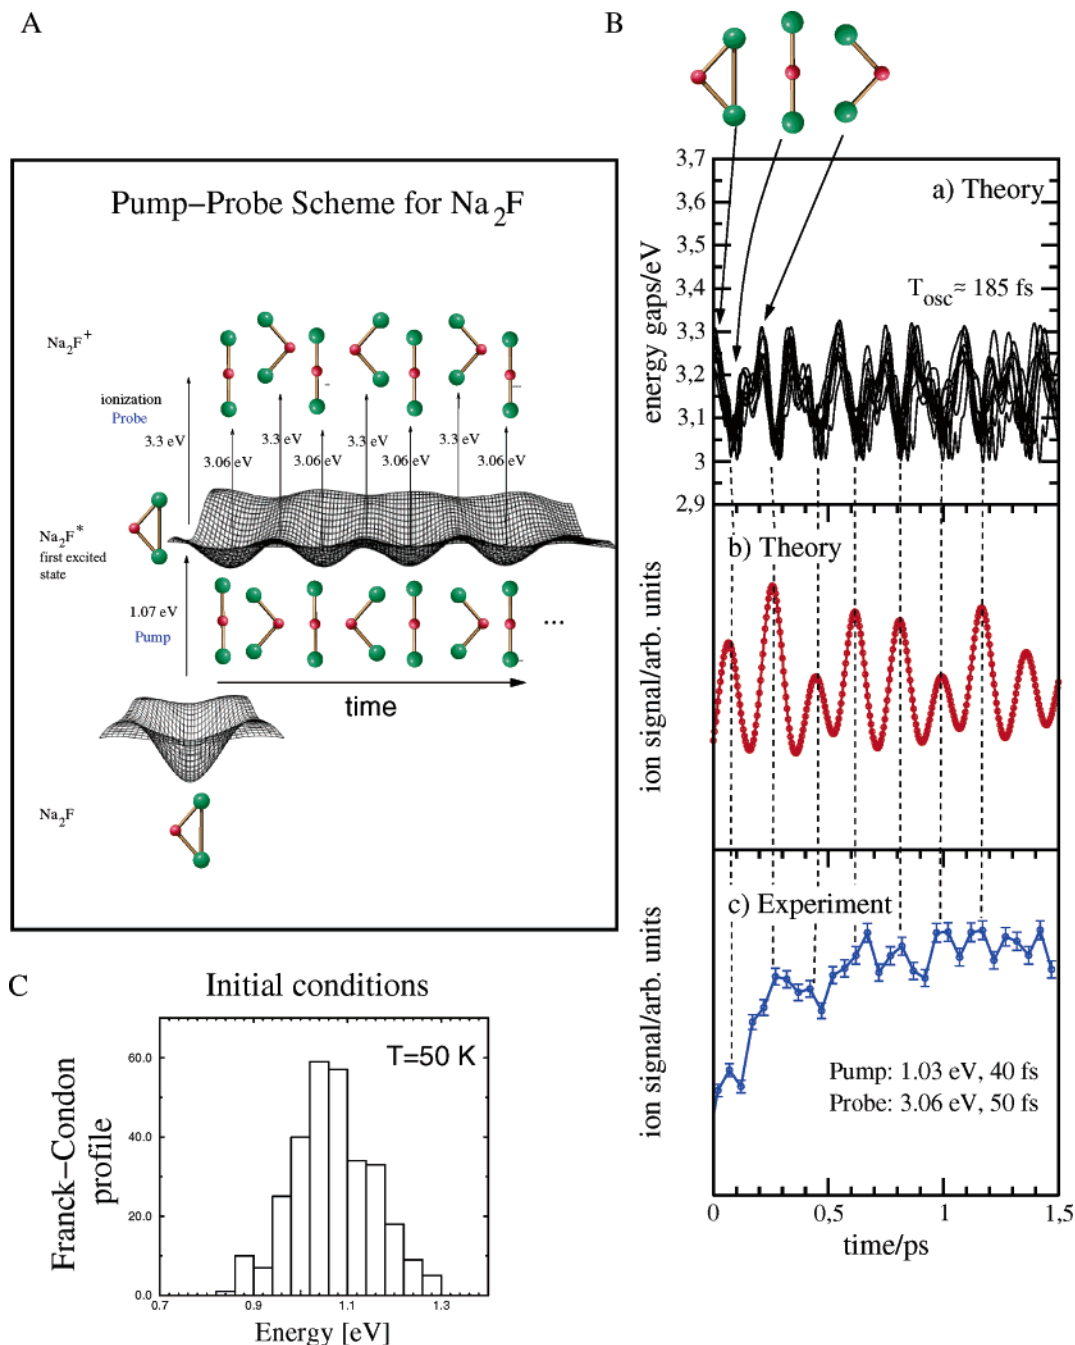 A
Pump–Probe Scheme for Na2F
Na2F+
ionization
Probe
3.3 eV
3.3 eV
3.3 eV
3.3 eV
3.06 eV
3.06 eV
3.06 eV
3.06 eV
Na2F*
first excited
state
1.07 eV
Pump
...
time
Na2F
B
a) Theory
Tosc ≈ 185 fs
energy gaps/eV
3,7
3,6
3,5
3,4
3,3
3,2
3,1
3
2,9
b) Theory
ion signal/arb. units
c) Experiment
ion signal/arb. units
Pump: 1.03 eV, 40 fs
Probe: 3.06 eV, 50 fs
0
0,5
1
1,5
time/ps
C
Initial conditions
T=50 K
Franck–Condon
profile
60.0
40.0
20.0
0.0
0.7
0.9
1.1
1.3
Energy [eV]